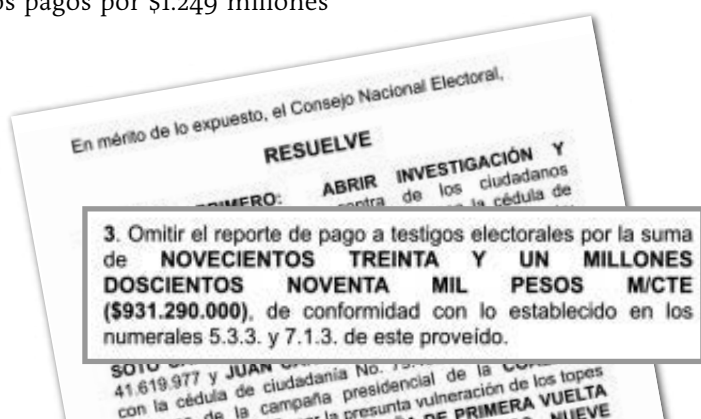 os pagos por $1.249 millones
En mérito de lo expuesto, el Consejo Nacional Electoral,
RESUELVE
ABRIR INVESTIGACIÓN Y
de los ciudadanos
la cédula de
3. Omitir el reporte de pago a testigos electorales por la suma
de NOVECIENTOS TREINTA Y UN MILLONES
DOSCIENTOS NOVENTA MIL PESOS M/CTE
($931.290.000), de conformidad con lo establecido en los
numerales 5.3.3. y 7.1.3. de este proveído.
41.619.977 y JUAN
con la cédula de ciudadanía No.
de la campaña presidencial de la
la presunta vulneración de los topes
DE PRIMERA VUELTA
NUEVE